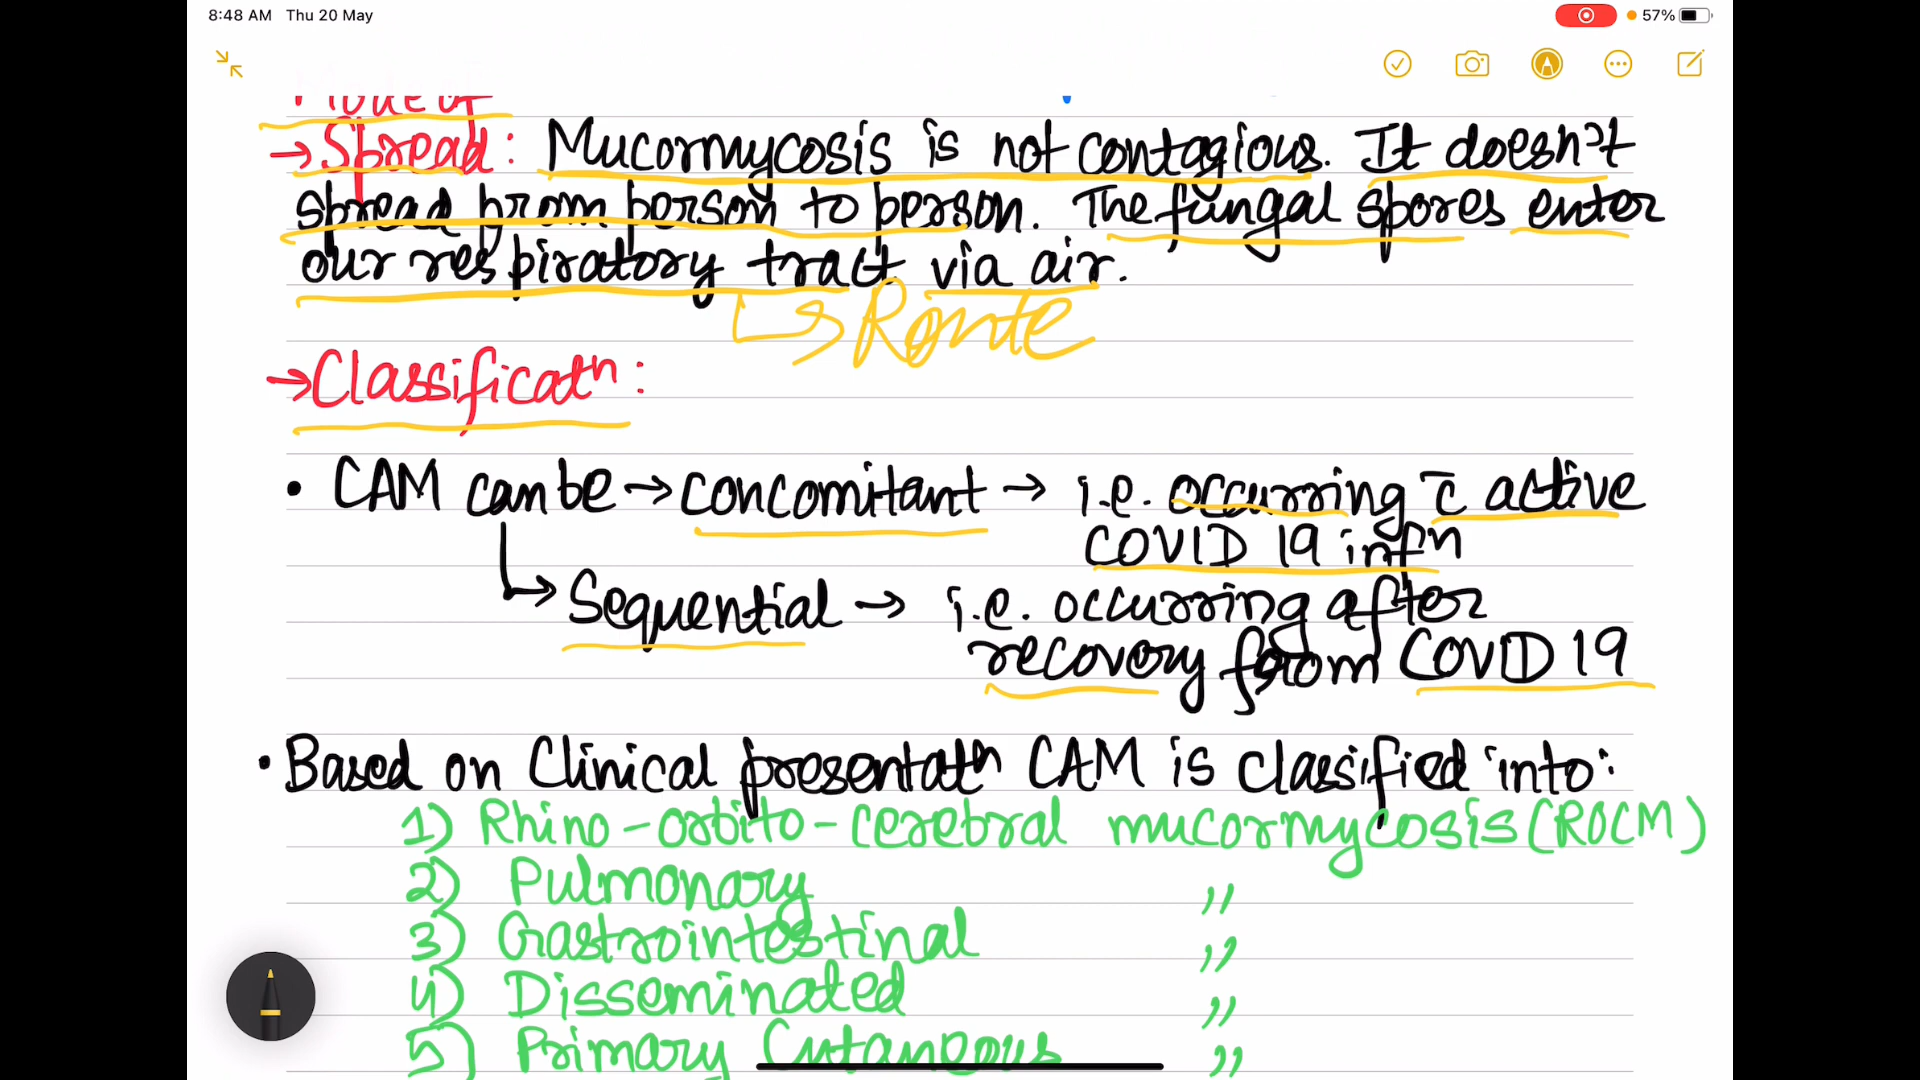 8:48 AM Thu 20 May
57%
Mode of
→ Spread: Mucormycosis is not contagious. It doesn't
spread from person to person. The fungal spores enter
our respiratory tract via air.
↳ Route
→ Classificatn:
• CAM can be → concomitant → i.e. occurring c̄ active
COVID 19 infn
↳ Sequential → i.e. occurring after
recovery from COVID 19
• Based on Clinical presentatn CAM is classified into:
1) Rhino-orbito-cerebral mucormycosis (ROCM)
2) Pulmonary ,,
3) Gastrointestinal ,,
4) Disseminated ,,
5) Primary Cutaneous ,,